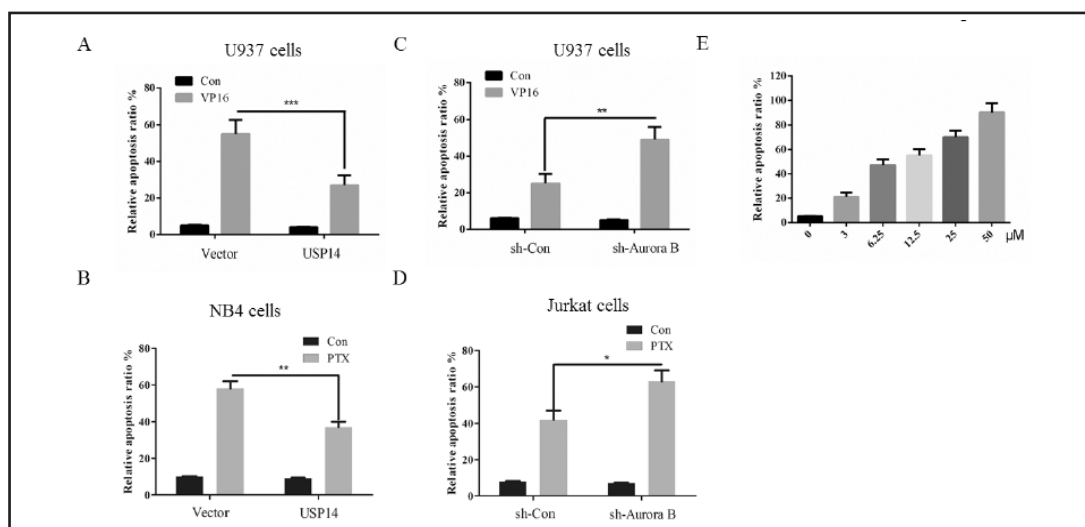 A
U937 cells
Con
VP16
Relative apoptosis ratio %
80
60
40
20
0
***
Vector
USP14
B
NB4 cells
Con
PTX
Relative apoptosis ratio %
80
60
40
20
0
**
Vector
USP14
C
U937 cells
Con
VP16
Relative apoptosis ratio %
80
60
40
20
0
**
sh-Con
sh-Aurora B
D
Jurkat cells
Con
PTX
Relative apoptosis ratio %
80
60
40
20
0
*
sh-Con
sh-Aurora B
E
Relative apoptosis ratio %
120
100
80
60
40
20
0
0
3
6.25
12.5
25
50
μM